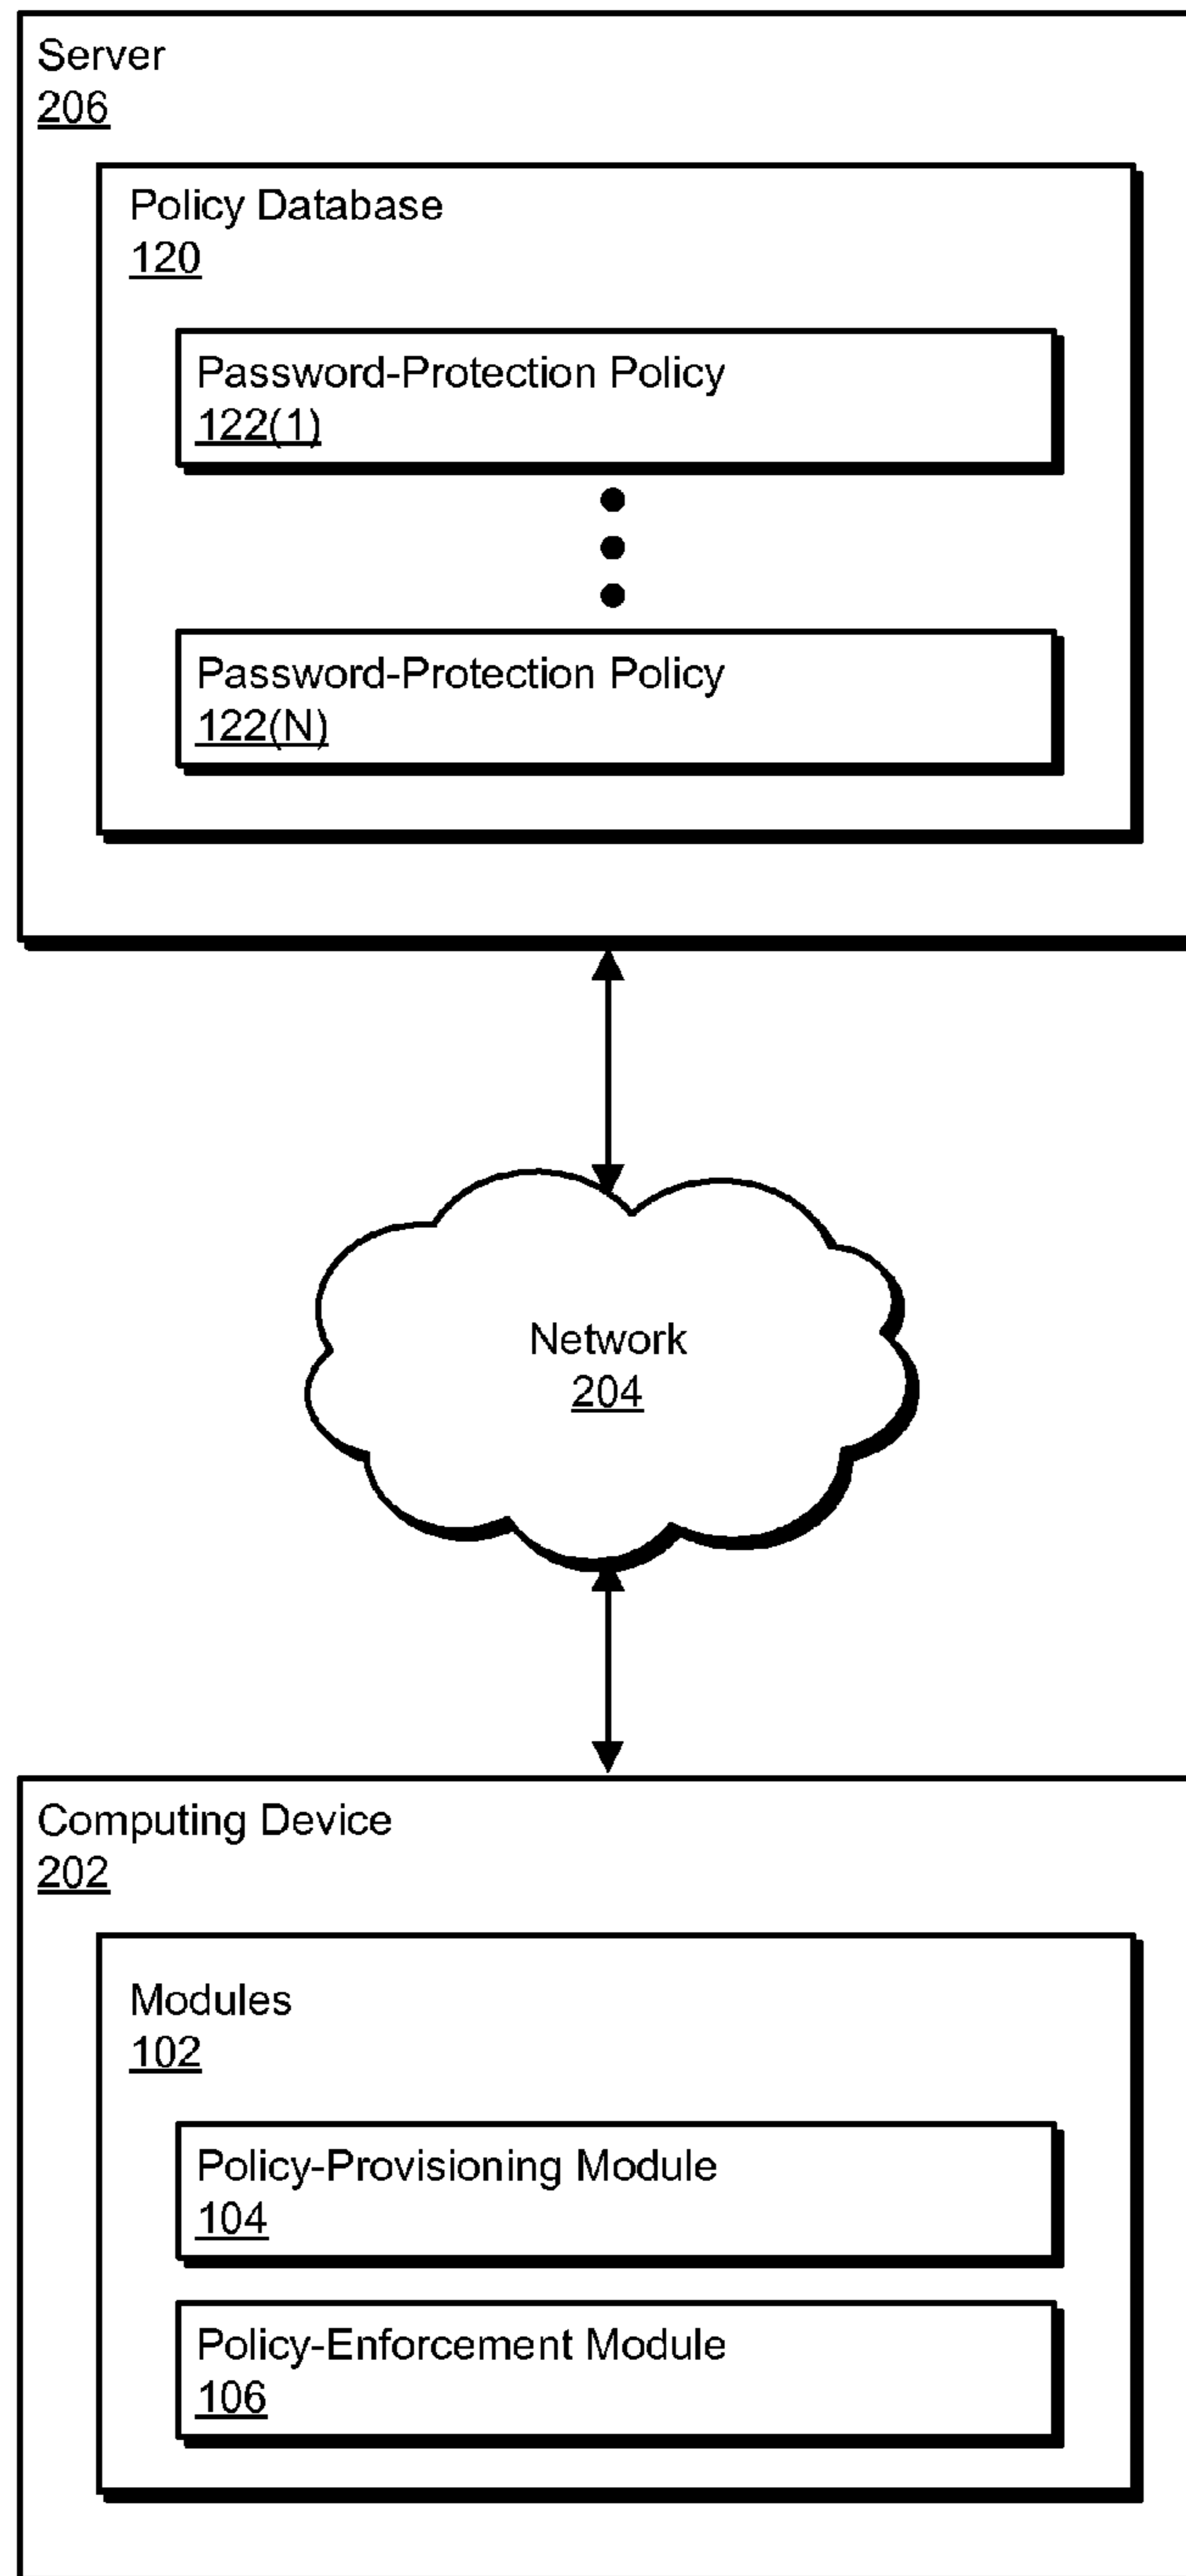 Server
206
Policy Database
120
Password-Protection Policy
122(1)
Password-Protection Policy
122(N)
Network
204
Computing Device
202
Modules
102
Policy-Provisioning Module
104
Policy-Enforcement Module
106